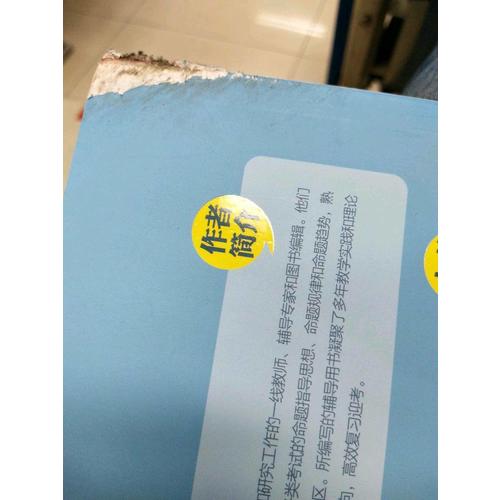 作者
简介
研究工作的一线教师、辅导专家和图书编辑。他们
类考试的命题指导思想、命题规律和命题趋势，熟
区。所编写的辅导用书凝聚了多年教学实践和理论
向，高效复习迎考。